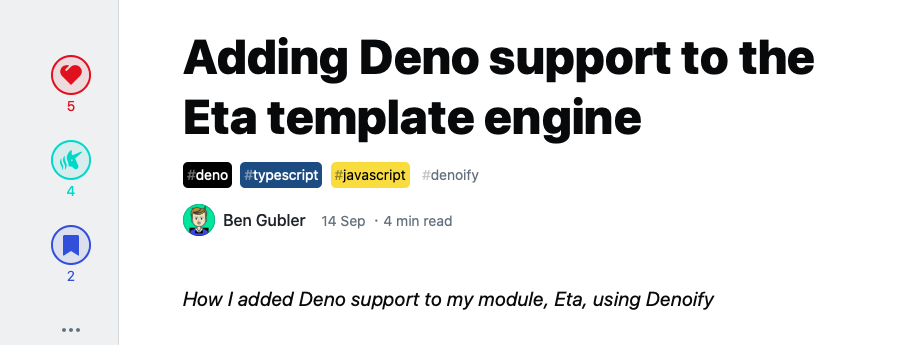 Adding Deno support to the
Eta template engine
#deno #typescript #javascript #denoify
Ben Gubler 14 Sep · 4 min read
How I added Deno support to my module, Eta, using Denoify
5
4
2